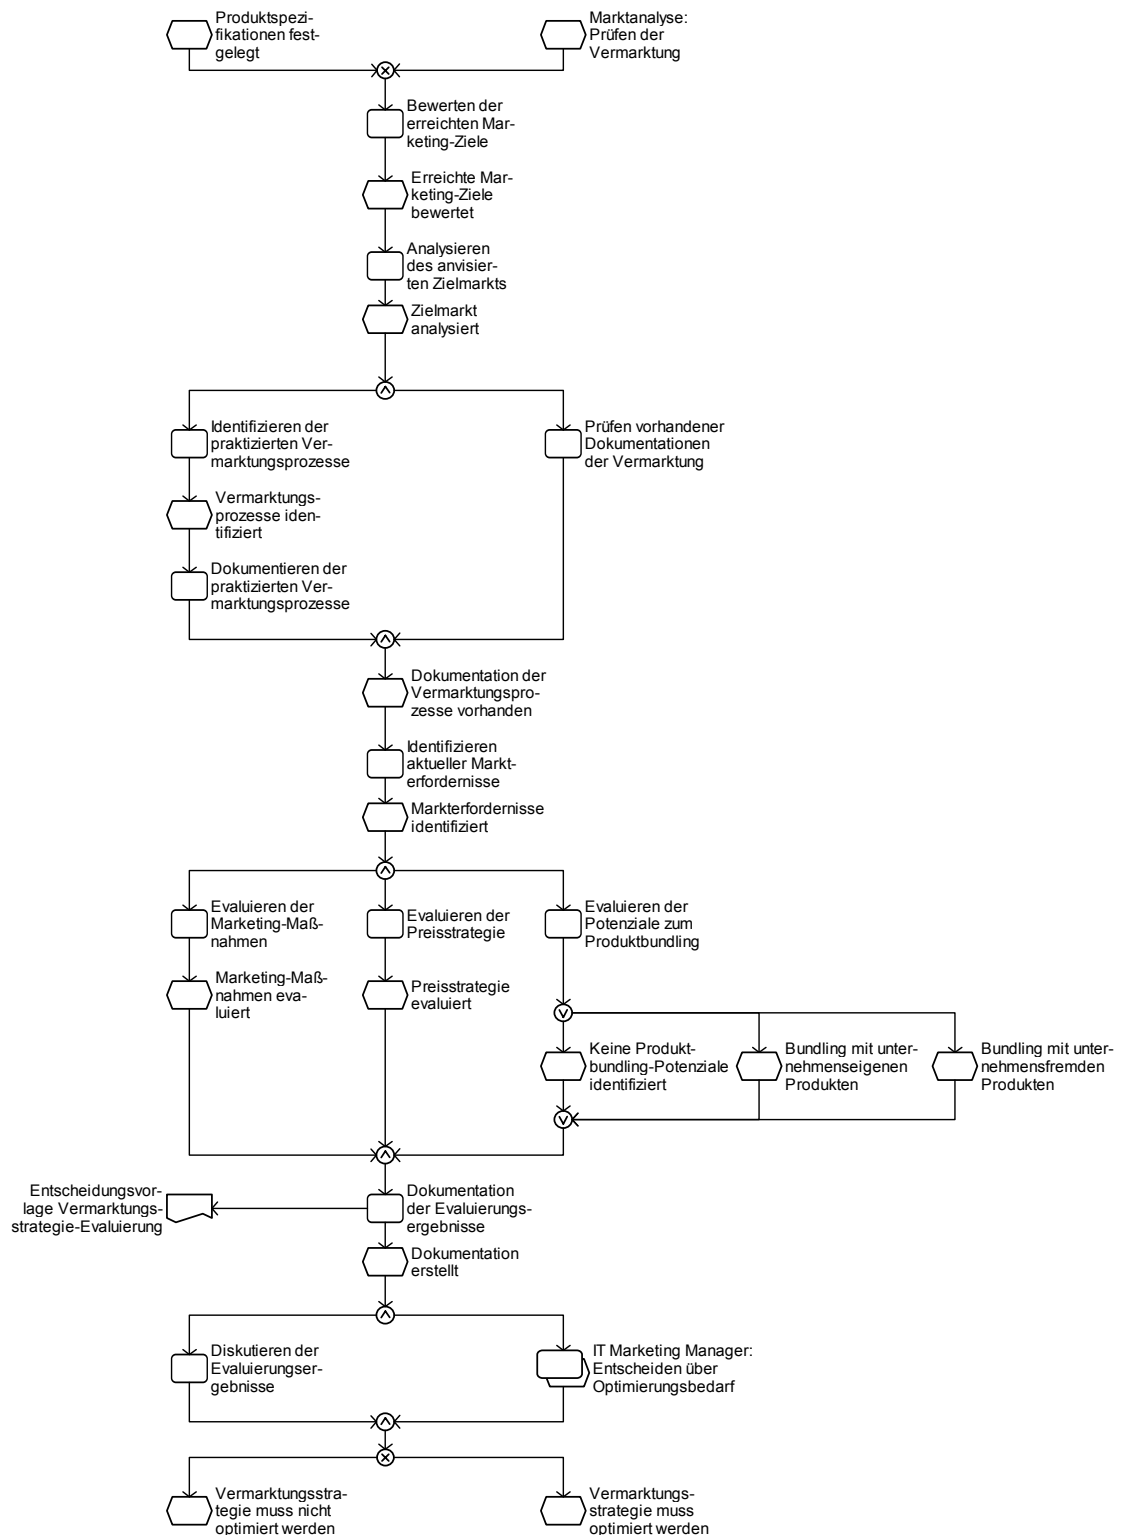 Produktspezi-
fikationen fest-
gelegt
Marktanalyse:
Prüfen der
Vermarktung
Bewerten der
erreichten Mar-
keting-Ziele
Erreichte Mar-
keting-Ziele
bewertet
Analysieren
des anvisier-
ten Zielmarkts
Zielmarkt
analysiert
Identifizieren der
praktizierten Ver-
marktungsprozesse
Prüfen vorhandener
Dokumentationen
der Vermarktung
Vermarktungs-
prozesse iden-
tifiziert
Dokumentieren der
praktizierten Ver-
marktungsprozesse
Dokumentation der
Vermarktungspro-
zesse vorhanden
Identifizieren
aktueller Markt-
erfordernisse
Markterfordernisse
identifiziert
Evaluieren der
Marketing-Maß-
nahmen
Evaluieren der
Preisstrategie
Evaluieren der
Potenziale zum
Produktbundling
Marketing-Maß-
nahmen eva-
luiert
Preisstrategie
evaluiert
Keine Produkt-
bundling-Potenziale
identifiziert
Bundling mit unter-
nehmenseigenen
Produkten
Bundling mit unter-
nehmensfremden
Produkten
Entscheidungsvor-
lage Vermarktungs-
strategie-Evaluierung
Dokumentation
der Evaluierungs-
ergebnisse
Dokumentation
erstellt
Diskutieren der
Evaluierungser-
gebnisse
IT Marketing Manager:
Entscheiden über
Optimierungsbedarf
Vermarktungsstra-
tegie muss nicht
optimiert werden
Vermarktungs-
strategie muss
optimiert werden